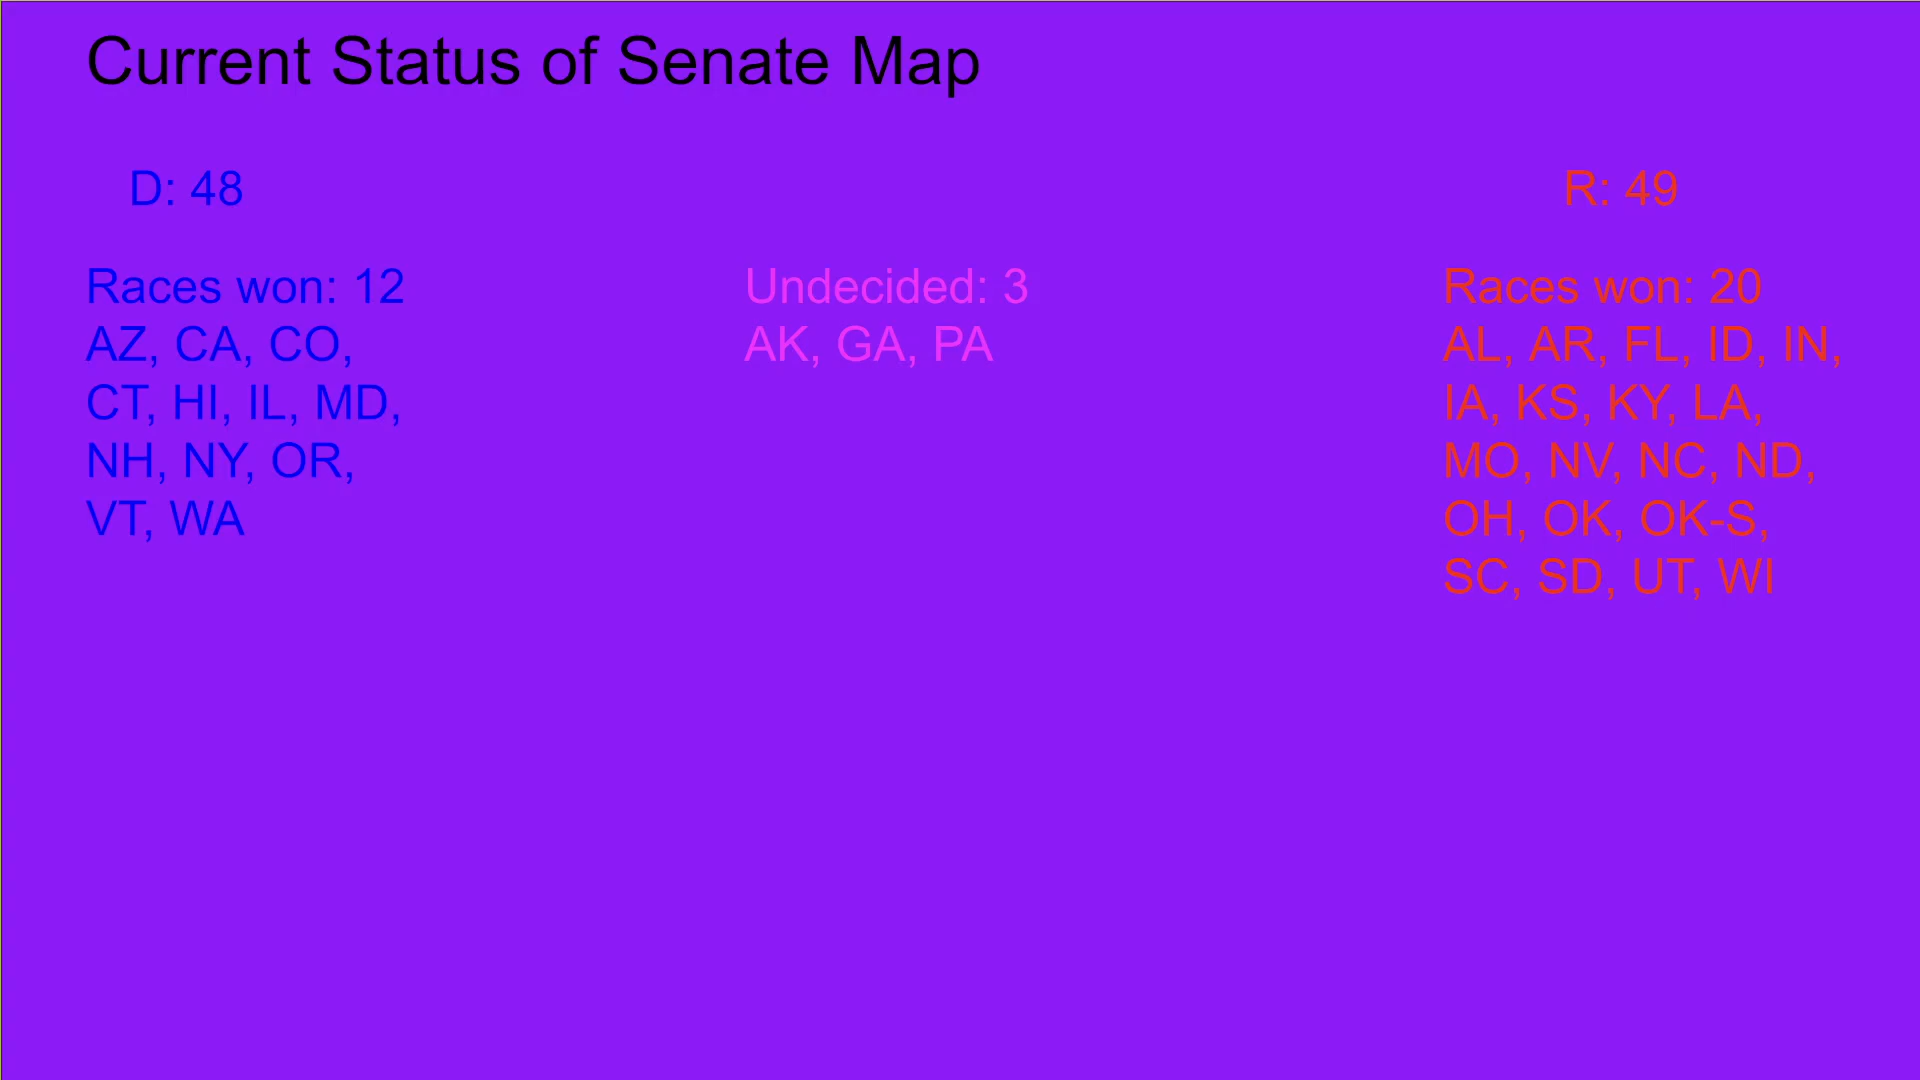 Current Status of Senate Map
D: 48
R: 49
Races won: 12
AZ, CA, CO,
CT, HI, IL, MD,
NH, NY, OR,
VT, WA
Undecided: 3
AK, GA, PA
Races won: 20
AL, AR, FL, ID, IN,
IA, KS, KY, LA,
MO, NV, NC, ND,
OH, OK, OK-S,
SC, SD, UT, WI